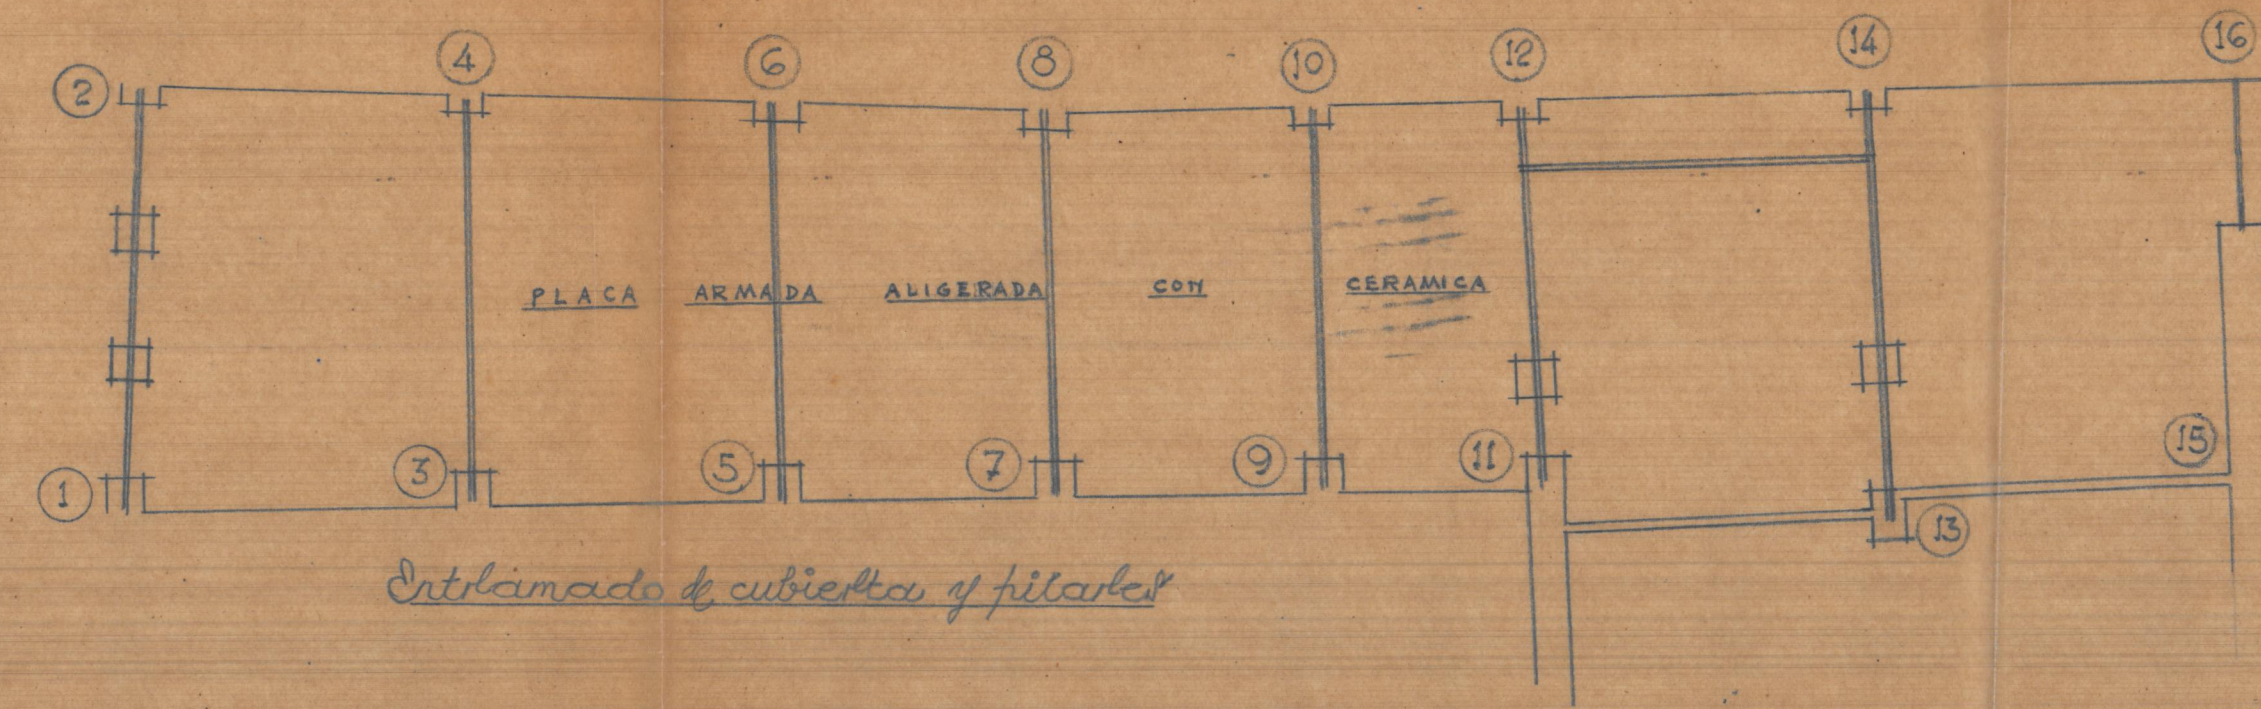 2 4 6 8 10 12 14 16
PLACA ARMADA ALIGERADA CON CERAMICA
1 3 5 7 9 11 13 15
Entramado de cubierta y pilares